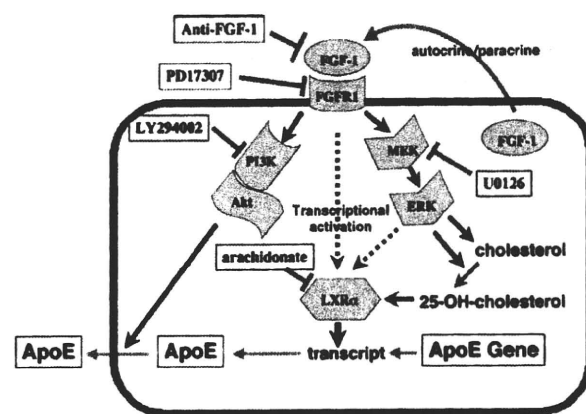 Anti-FGF-1
FGF-1
autocrine/paracrine
PD17307
FGFR1
LY294002
FGF-1
PI3K
MEK
U0126
Akt
ERK
Transcriptional
activation
cholesterol
arachidonate
LXRα
25-OH-cholesterol
ApoE
ApoE
transcript
ApoE Gene